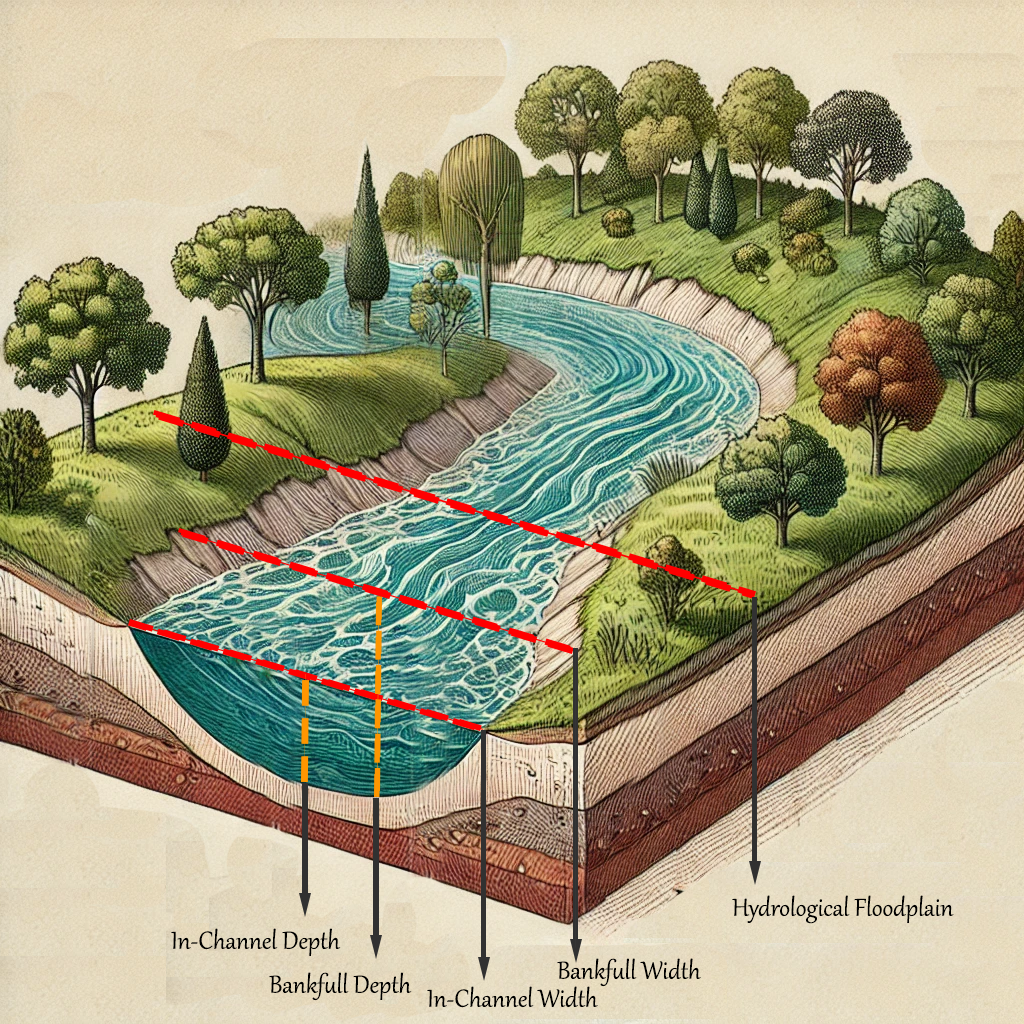 Hydrological Floodplain
In-Channel Depth
Bankfull Width
Bankfull Depth
In-Channel Width